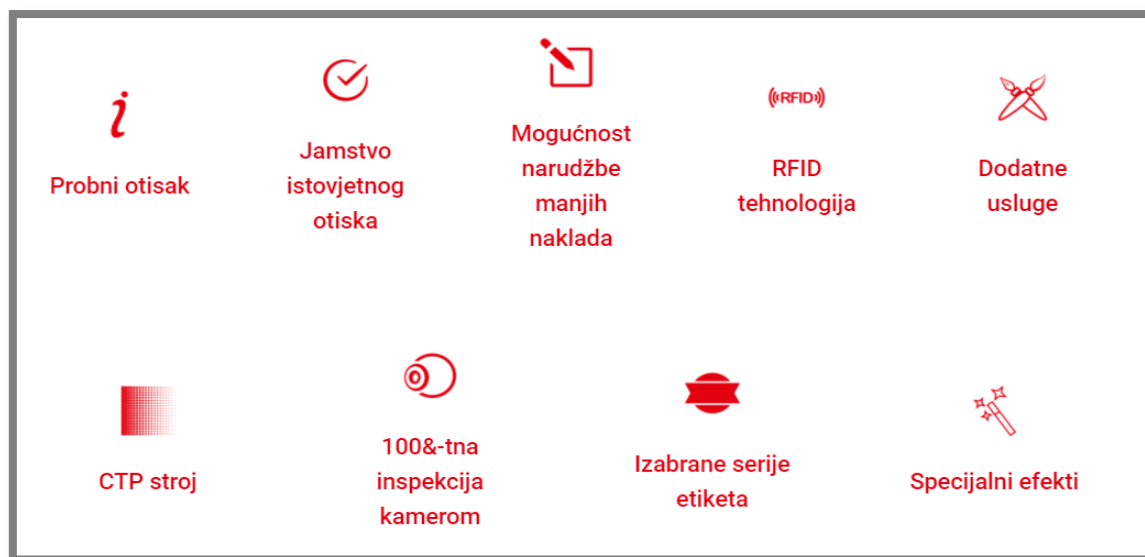 Probni otisak
Jamstvo
istovjetnog
otiska
Mogućnost
narudžbe
manjih
naklada
RFID
RFID
tehnologija
Dodatne
usluge
CTP stroj
100&-tna
inspekcija
kamerom
Izabrane serije
etiketa
Specijalni efekti